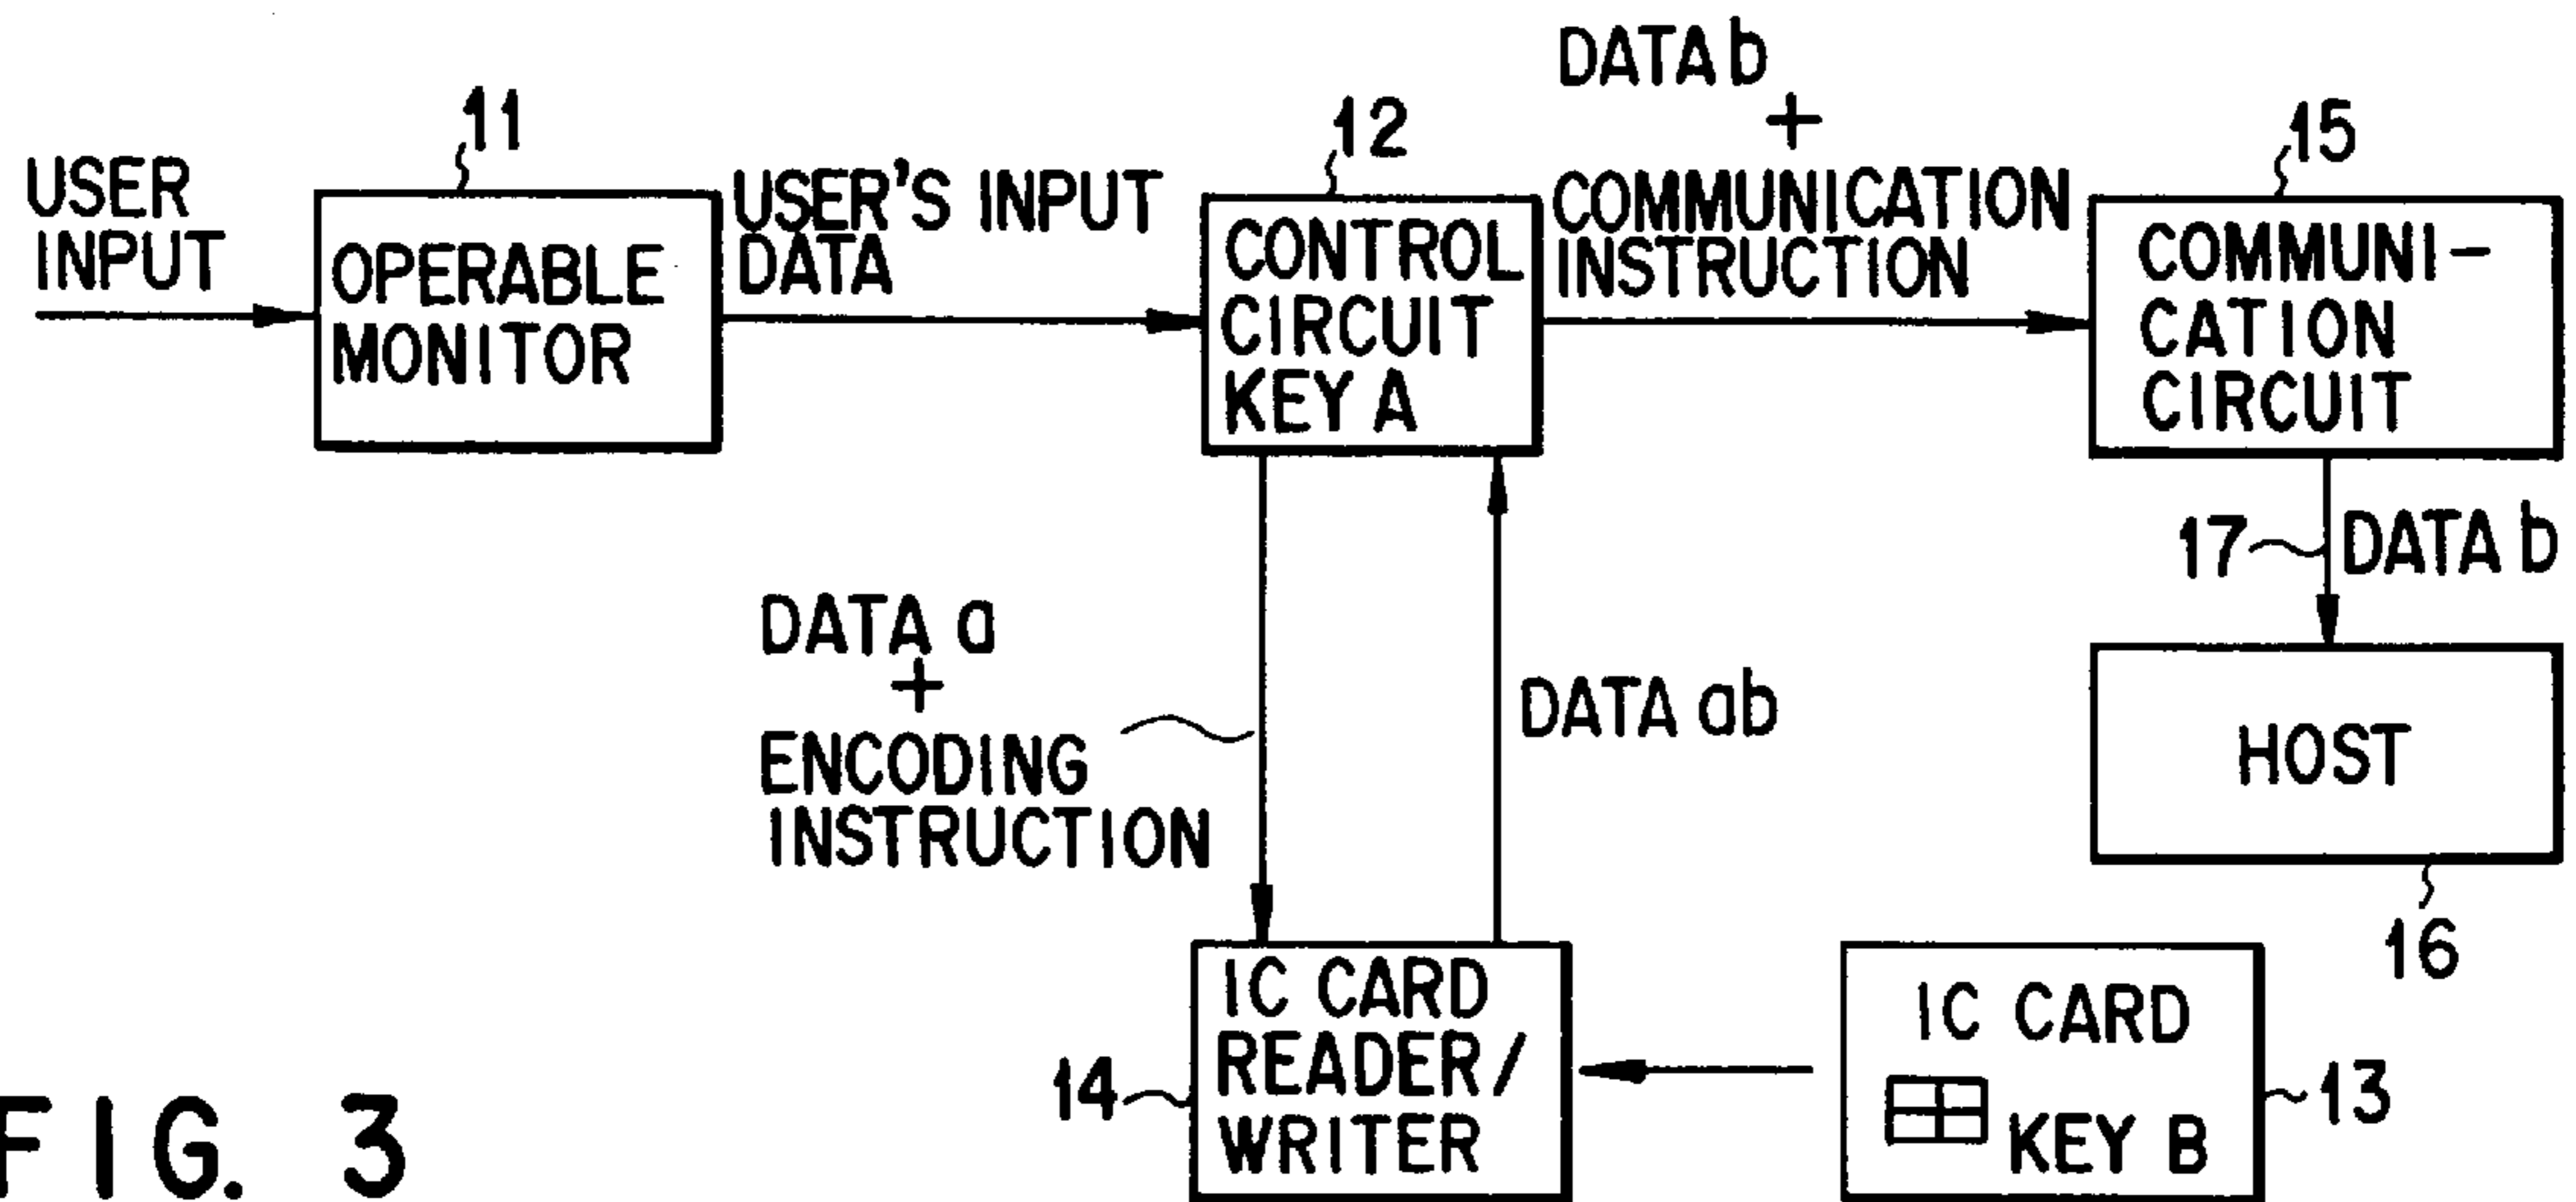 USER
INPUT
11
OPERABLE
MONITOR
USER'S INPUT
DATA
12
CONTROL
CIRCUIT
KEY A
DATA b
+
COMMUNICATION
INSTRUCTION
15
COMMUNI-
CATION
CIRCUIT
17
DATA b
HOST
16
DATA a
+
ENCODING
INSTRUCTION
DATA ab
14
IC CARD
READER/
WRITER
IC CARD
KEY B
13
FIG. 3